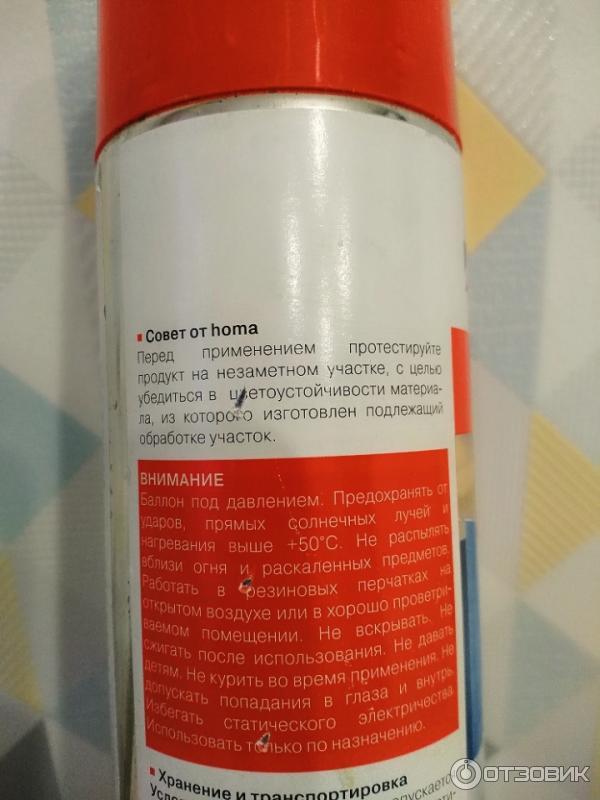 Совет от homa
Перед применением протестируйте
продукт на незаметном участке, с целью
убедиться в цветоустойчивости материа-
ла, из которого изготовлен подлежащий
обработке участок.
ВНИМАНИЕ
Баллон под давлением. Предохранять от
ударов, прямых солнечных лучей и
нагревания выше +50°С. Не распылять
вблизи огня и раскаленных предметов.
Работать в резиновых перчатках на
открытом воздухе или в хорошо проветри-
ваемом помещении. Не вскрывать. Не
сжигать после использования. Не давать
детям. Не курить во время применения. Не
допускать попадания в глаза и внутрь.
Избегать статического электричества.
Использовать только по назначению.
Хранение и транспортировка
ОТЗОВИК